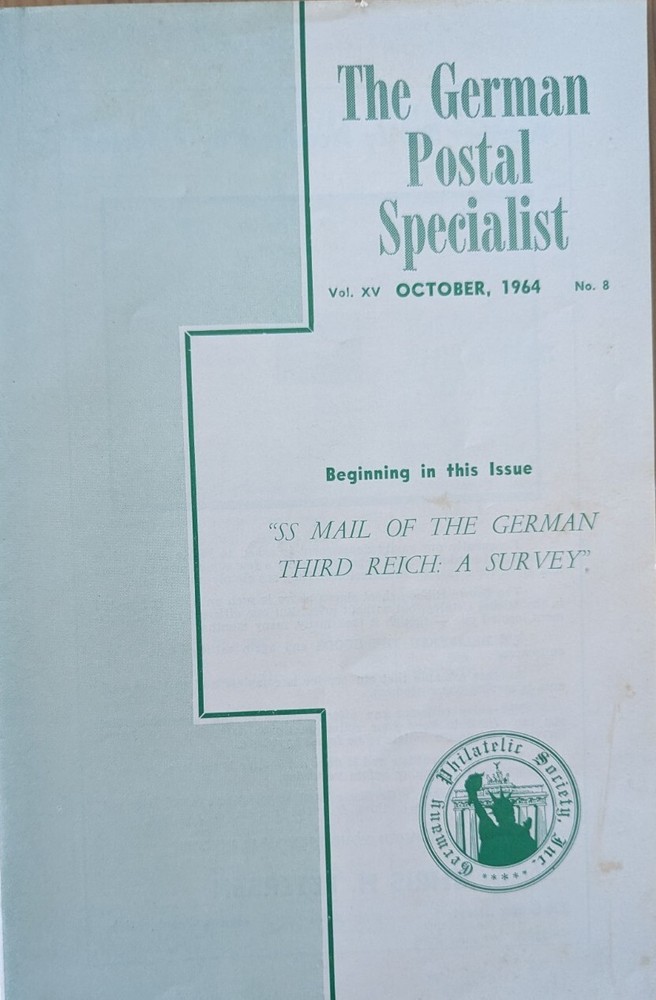 The German
Postal
Specialist
Vol. XV OCTOBER, 1964 No. 8
Beginning in this Issue
“SS MAIL OF THE GERMAN
THIRD REICH: A SURVEY”.
Germany Philatelic Society, Inc.